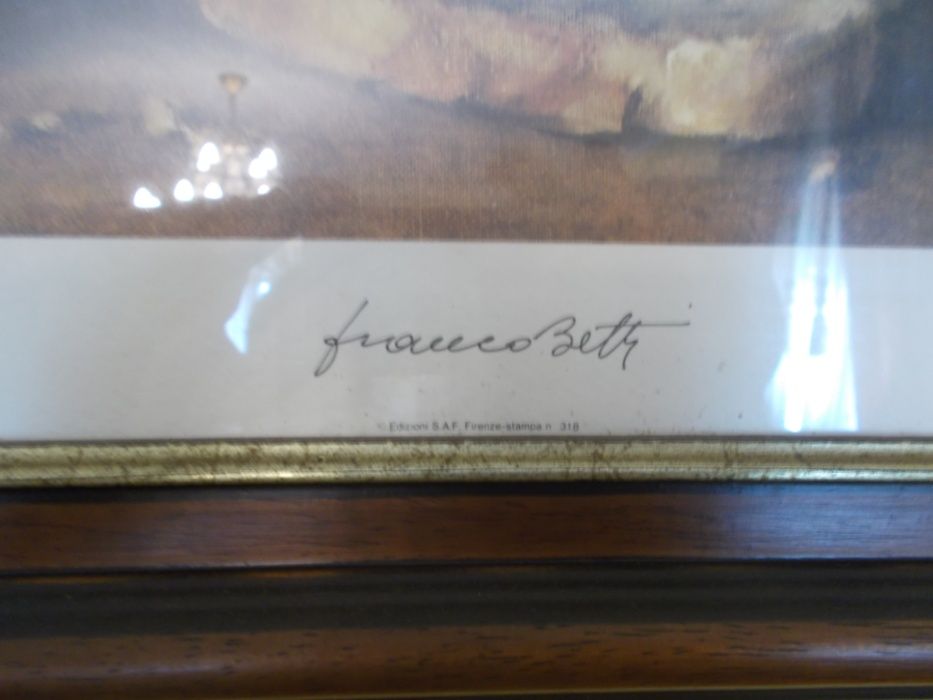 Franco Betti
© Edizioni S.A.F. Firenze-stampa n 318